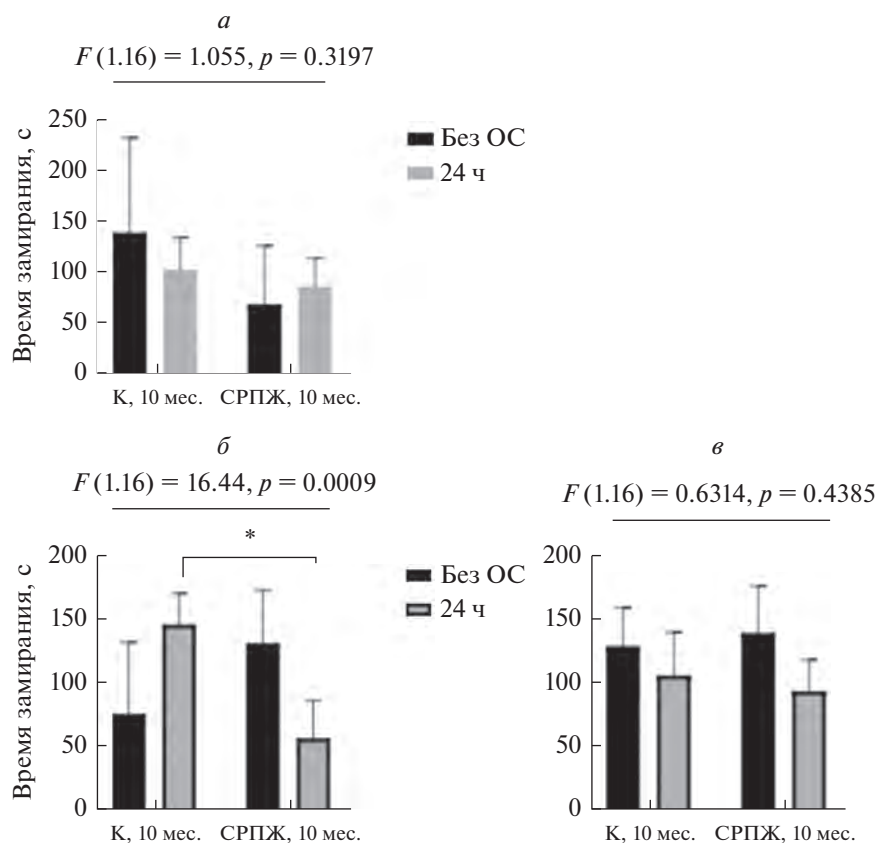 а
F (1.16) = 1.055, p = 0.3197
Время замирания, с
250
200
150
100
50
0
Без ОС
24 ч
К, 10 мес. СРПЖ, 10 мес.
б
F (1.16) = 16.44, p = 0.0009
*
Время замирания, с
200
150
100
50
0
Без ОС
24 ч
К, 10 мес. СРПЖ, 10 мес.
в
F (1.16) = 0.6314, p = 0.4385
200
150
100
50
0
К, 10 мес. СРПЖ, 10 мес.